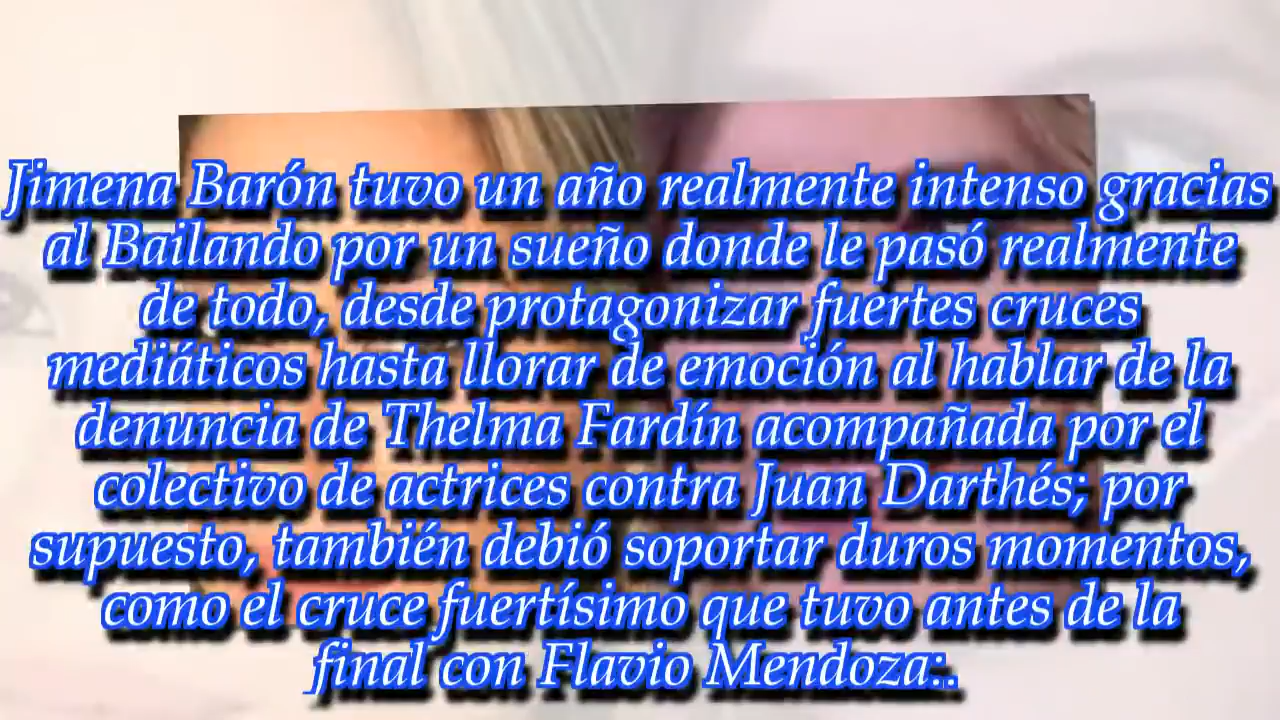 Jimena Barón tuvo un año realmente intenso gracias
al Bailando por un sueño donde le pasó realmente
de todo, desde protagonizar fuertes cruces
mediáticos hasta llorar de emoción al hablar de la
denuncia de Thelma Fardín acompañada por el
colectivo de actrices contra Juan Darthés; por
supuesto, también debió soportar duros momentos,
como el cruce fuertísimo que tuvo antes de la
final con Flavio Mendoza:.